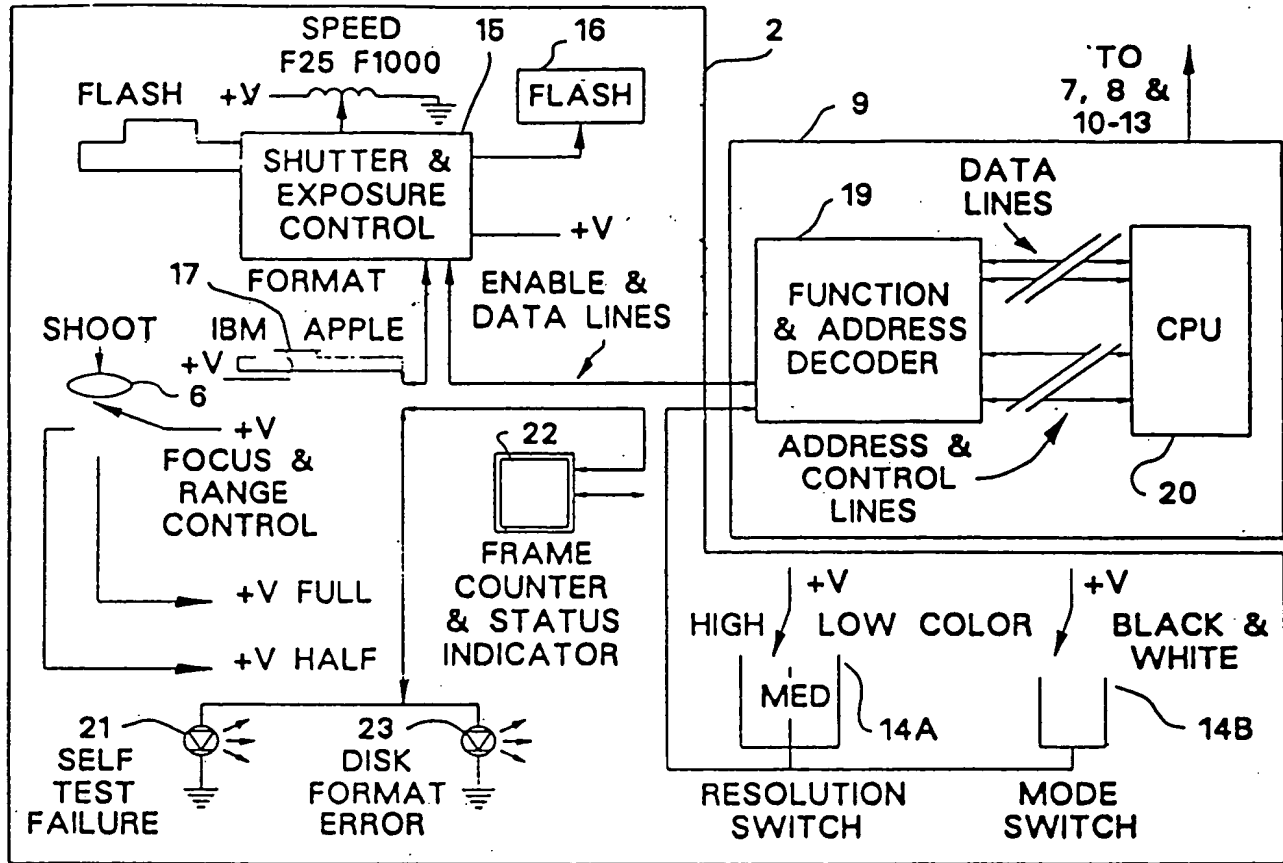 SPEED
F25 F1000
15
16
2
FLASH
+V
FLASH
TO
7, 8 &
10-13
9
SHUTTER &
EXPOSURE
CONTROL
+V
DATA
LINES
19
17
FORMAT
IBM APPLE
ENABLE &
DATA LINES
FUNCTION
& ADDRESS
DECODER
CPU
SHOOT
+V
6
+V
FOCUS &
RANGE
CONTROL
22
ADDRESS &
CONTROL
LINES
20
FRAME
COUNTER
& STATUS
INDICATOR
+V FULL
+V HALF
+V
+V
HIGH
LOW COLOR
BLACK &
WHITE
MED
14A
14B
21
SELF
TEST
FAILURE
23
DISK
FORMAT
ERROR
RESOLUTION
SWITCH
MODE
SWITCH